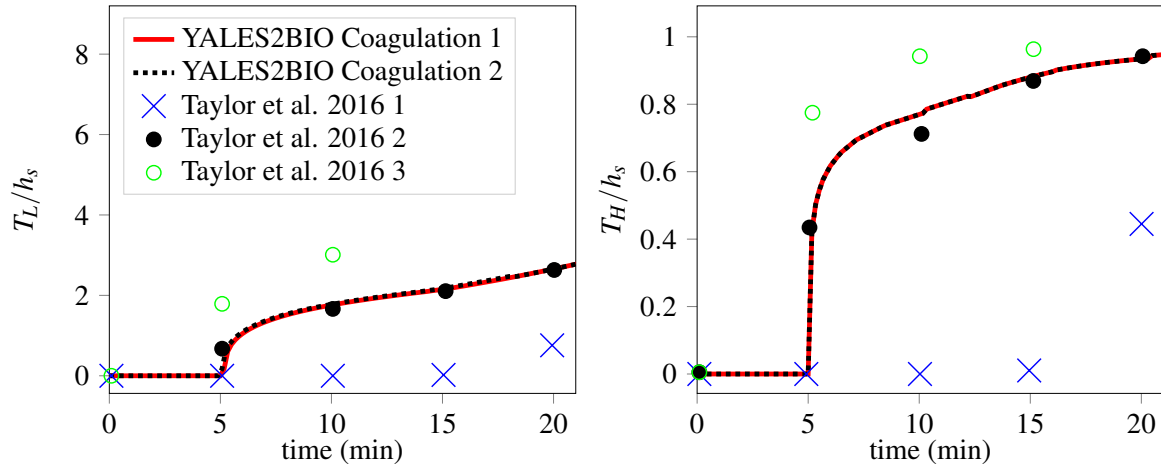 YALES2BIO Coagulation 1
YALES2BIO Coagulation 2
Taylor et al. 2016 1
Taylor et al. 2016 2
Taylor et al. 2016 3
8
6
4
2
0
T_L/h_s
0 5 10 15 20
time (min)
1
0.8
0.6
0.4
0.2
0
T_H/h_s
0 5 10 15 20
time (min)